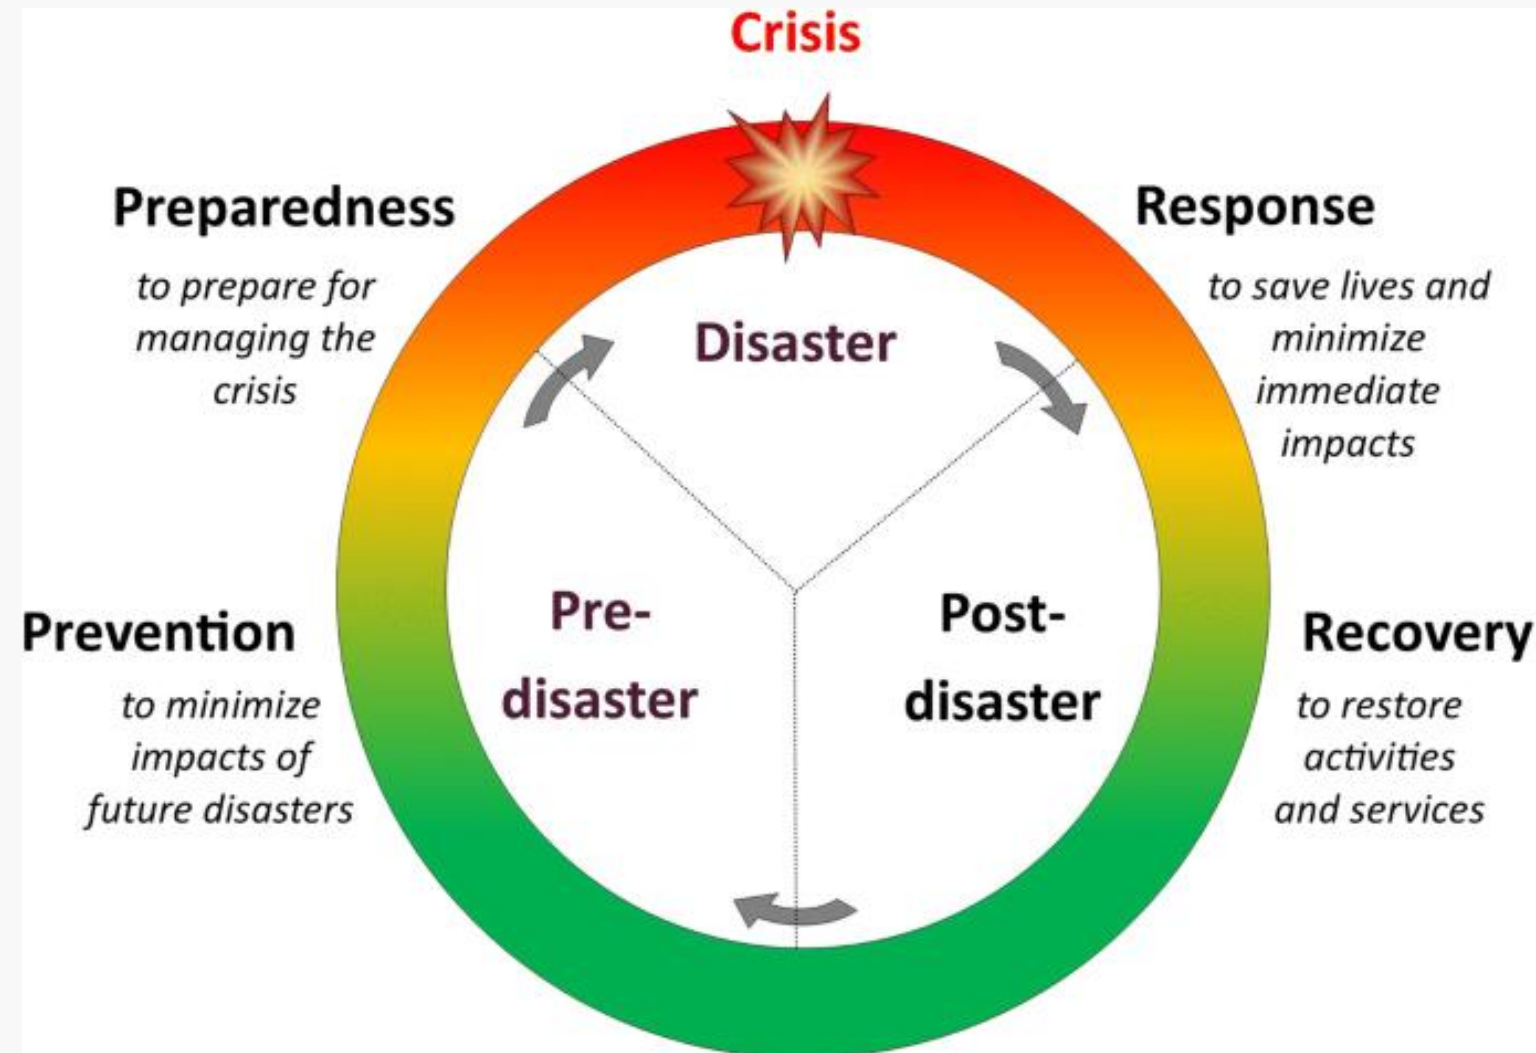 Crisis
Preparedness
to prepare for
managing the
crisis
Response
to save lives and
minimize
immediate
impacts
Disaster
Prevention
to minimize
impacts of
future disasters
Pre-
disaster
Post-
disaster
Recovery
to restore
activities
and services